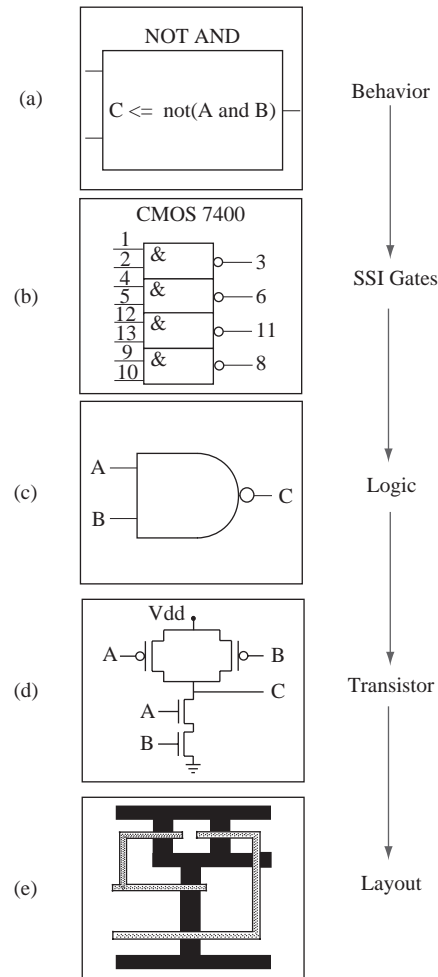 NOT AND
(a)
C <= not(A and B)
Behavior
CMOS 7400
(b)
1
2
&
3
4
5
&
6
12
13
&
11
9
10
&
8
SSI Gates
(c)
A
B
C
Logic
Vdd
(d)
A
B
C
A
B
Transistor
(e)
Layout